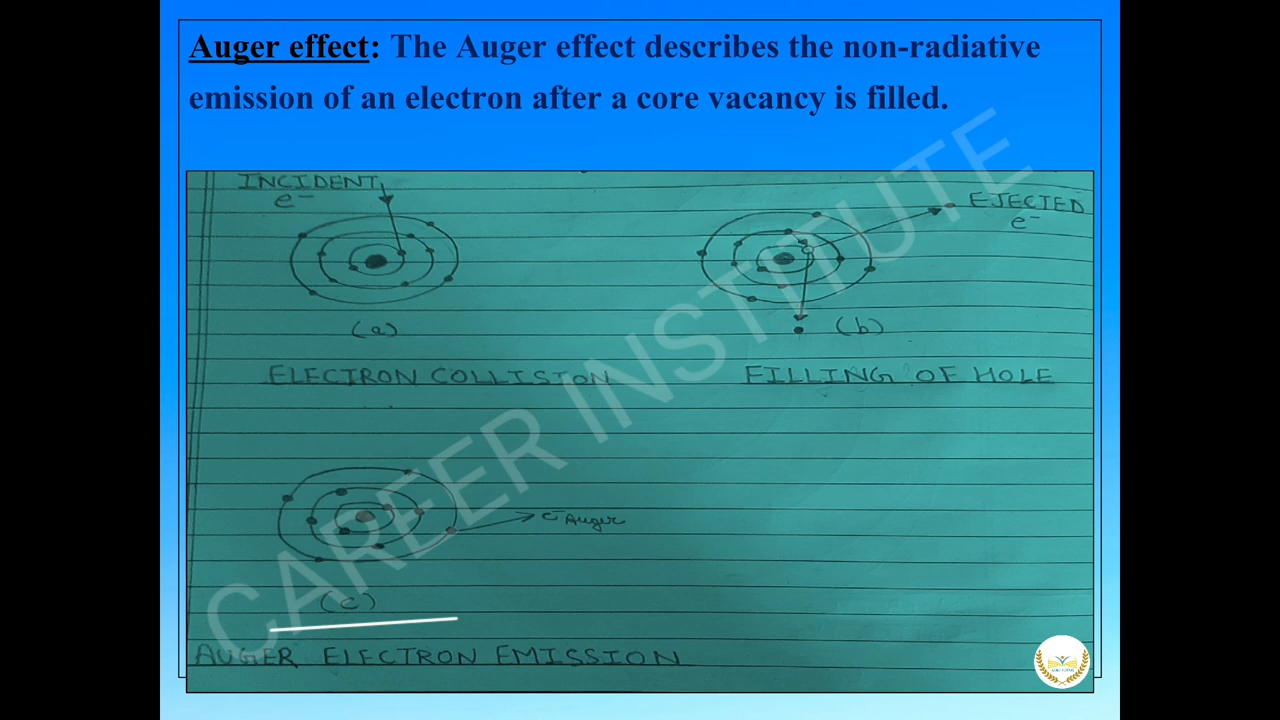 Auger effect: The Auger effect describes the non-radiative
emission of an electron after a core vacancy is filled.
INCIDENT
e⁻
EJECTED
e⁻
(a)
(b)
ELECTRON COLLISION
FILLING OF HOLE
e⁻ Auger
(c)
AUGER ELECTRON EMISSION
CAREER INSTITUTE